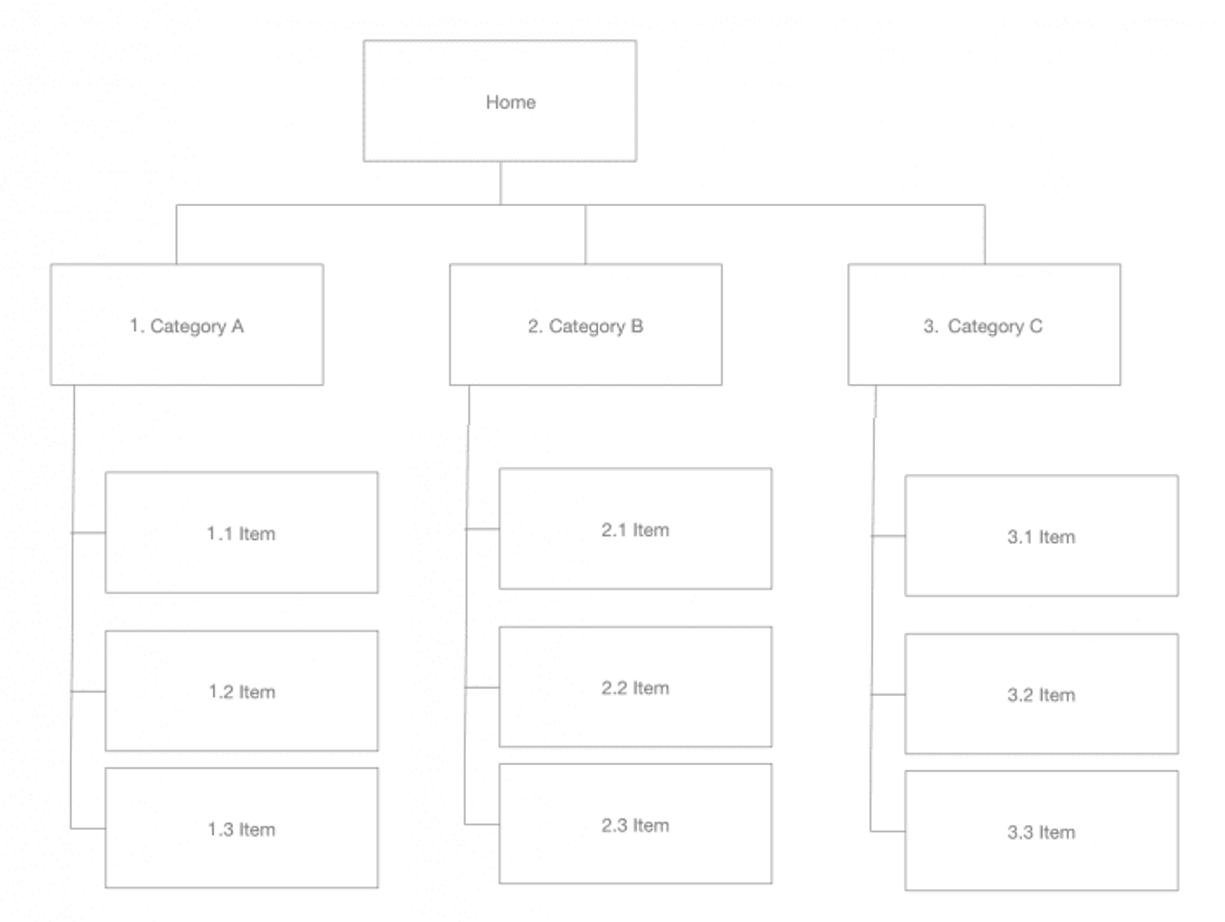 Home
1. Category A
2. Category B
3. Category C
1.1 Item
2.1 Item
3.1 Item
1.2 Item
2.2 Item
3.2 Item
1.3 Item
2.3 Item
3.3 Item